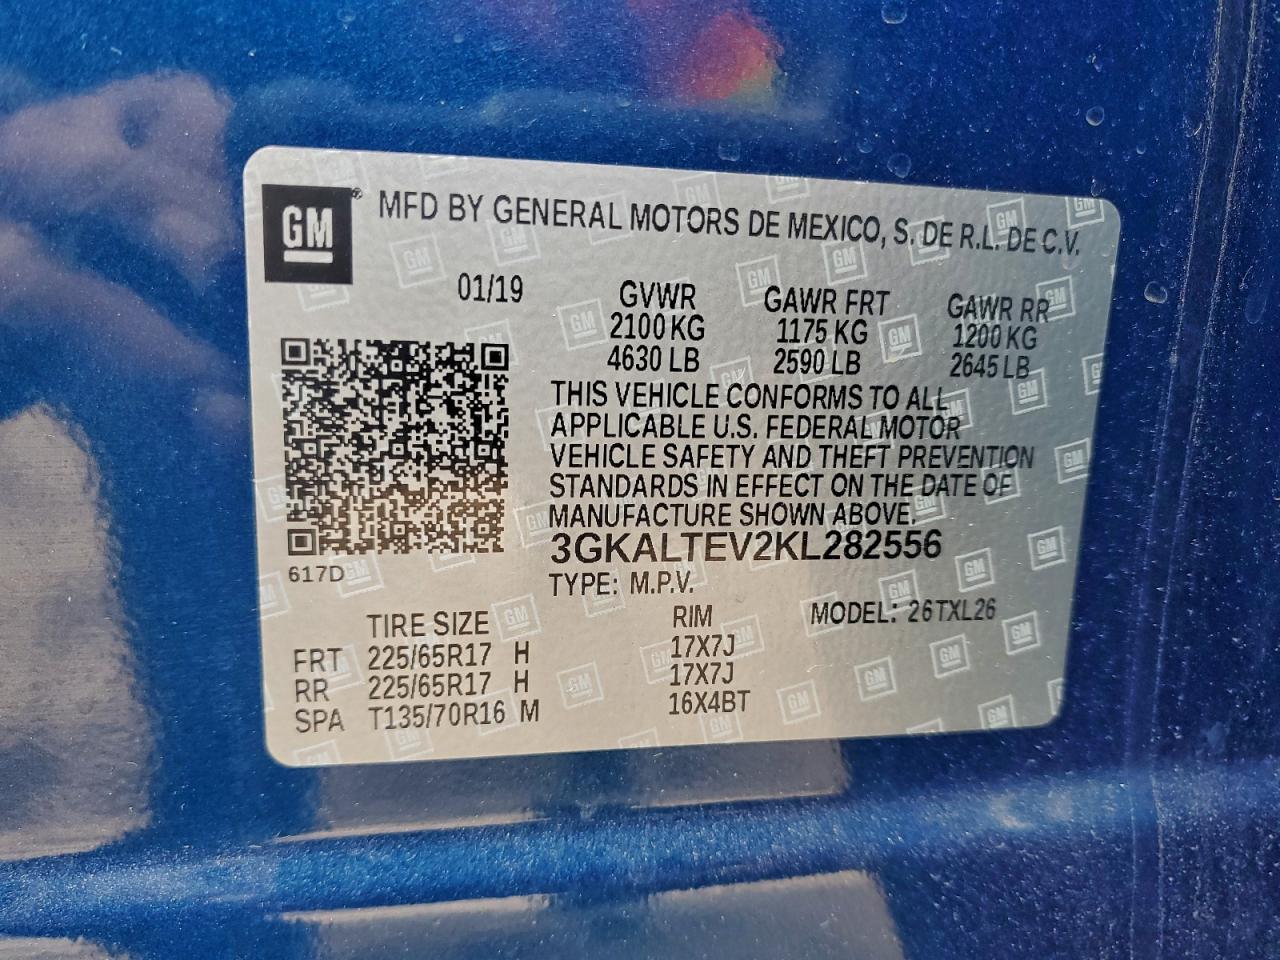 GM ® MFD BY GENERAL MOTORS DE MEXICO, S. DE R.L. DE C.V.
01/19 GVWR GAWR FRT GAWR RR
2100 KG 1175 KG 1200 KG
4630 LB 2590 LB 2645 LB
THIS VEHICLE CONFORMS TO ALL
APPLICABLE U.S. FEDERAL MOTOR
VEHICLE SAFETY AND THEFT PREVENTION
STANDARDS IN EFFECT ON THE DATE OF
MANUFACTURE SHOWN ABOVE.
3GKALTEV2KL282556
617D
TYPE: M.P.V.
TIRE SIZE RIM MODEL: 26TXL26
FRT 225/65R17 H 17X7J
RR 225/65R17 H 17X7J
SPA T135/70R16 M 16X4BT